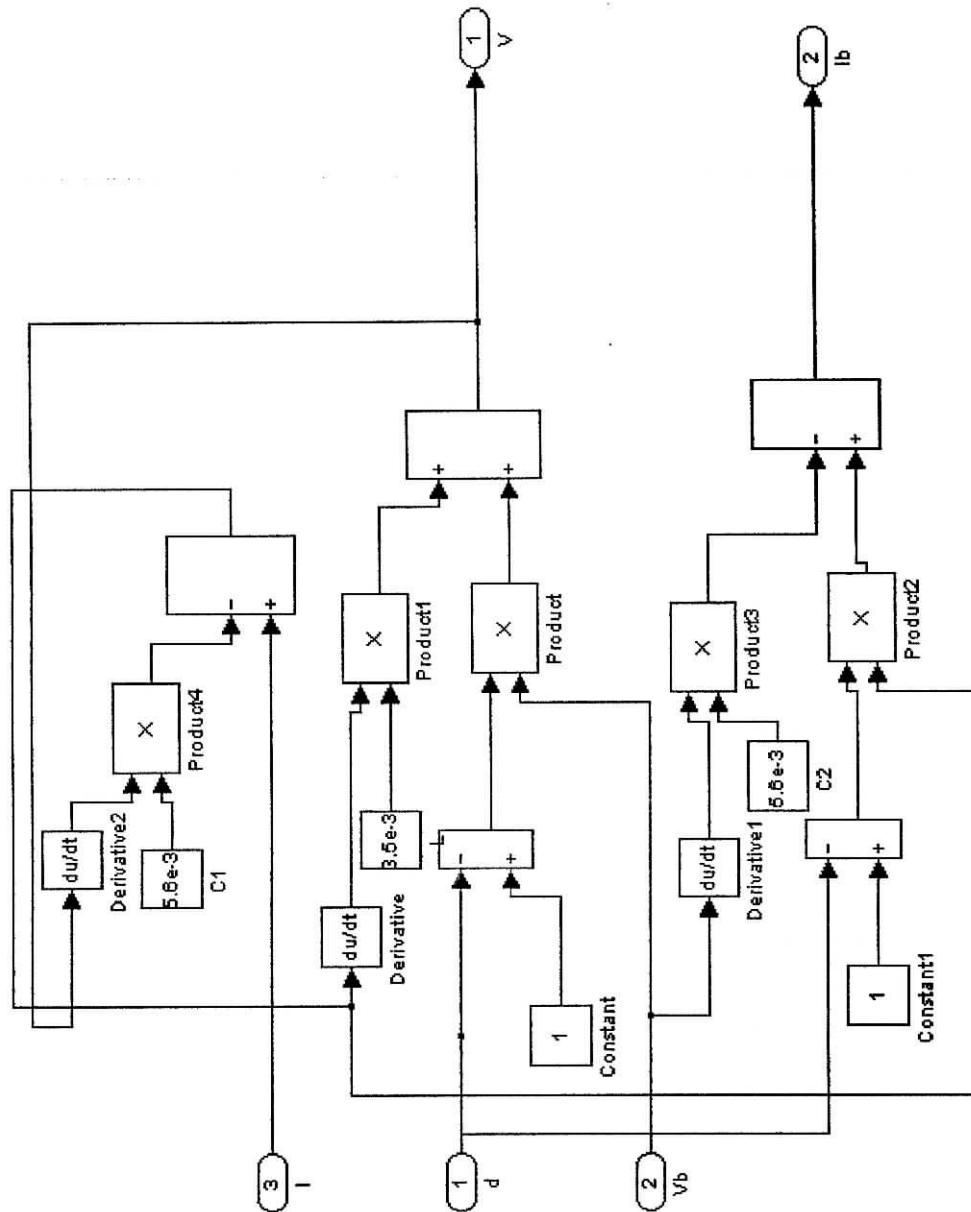 du/dt
Derivative2
5.6e-3
C1
×
Product4
-
+
3
I
du/dt
Derivative
3.5e-3
L
×
Product1
+
+
1
V
1
d
-
+
1
Constant
×
Product
2
Vb
du/dt
Derivative1
5.6e-3
C2
×
Product3
-
+
2
Ib
-
+
1
Constant1
×
Product2